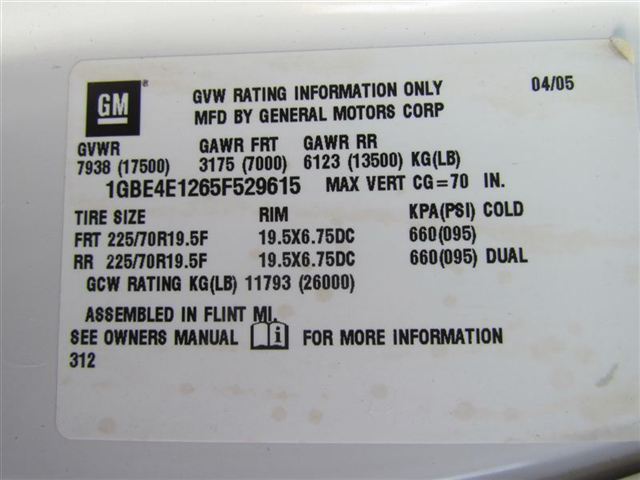 GM ® GVW RATING INFORMATION ONLY 04/05
MFD BY GENERAL MOTORS CORP
GVWR GAWR FRT GAWR RR
7938 (17500) 3175 (7000) 6123 (13500) KG(LB)
1GBE4E1265F529615 MAX VERT CG=70 IN.
TIRE SIZE RIM KPA(PSI) COLD
FRT 225/70R19.5F 19.5X6.75DC 660(095)
RR 225/70R19.5F 19.5X6.75DC 660(095) DUAL
GCW RATING KG(LB) 11793 (26000)
ASSEMBLED IN FLINT MI.
SEE OWNERS MANUAL i FOR MORE INFORMATION
312